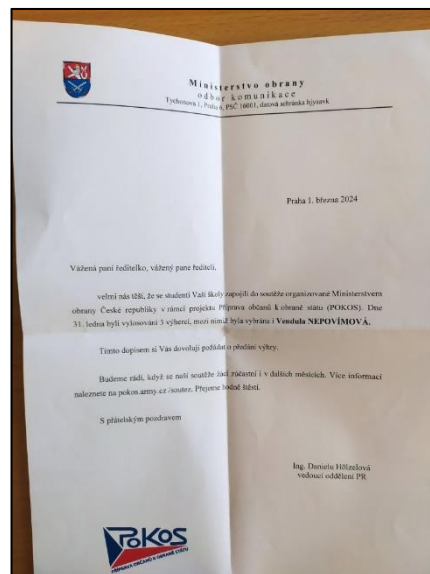 Ministerstvo obrany
odbor komunikace
Tychonova 1, Praha 6, PSČ 16001, datová schránka hjyaavk
Praha 1. března 2024
Vážená paní ředitelko, vážený pane řediteli,
velmi nás těší, že se studenti Vaší školy zapojili do soutěže organizované Ministerstvem
obrany České republiky v rámci projektu Příprava občanů k obraně státu (POKOS). Dne
31. ledna byli vylosováni 3 výherci, mezi nimiž byla vybrána i Vendula NEPOVÍMOVÁ.
Tímto dopisem si Vás dovoluji požádat o předání výhry.
Budeme rádi, když se naší soutěže žáci zúčastní i v dalších měsících. Více informací
naleznete na pokos.army.cz /soutez. Přejeme hodně štěstí.
S přátelským pozdravem
Ing. Daniela Hölzelová
vedoucí oddělení PR
POKOS
PŘÍPRAVA OBČANŮ K OBRANĚ STÁTU